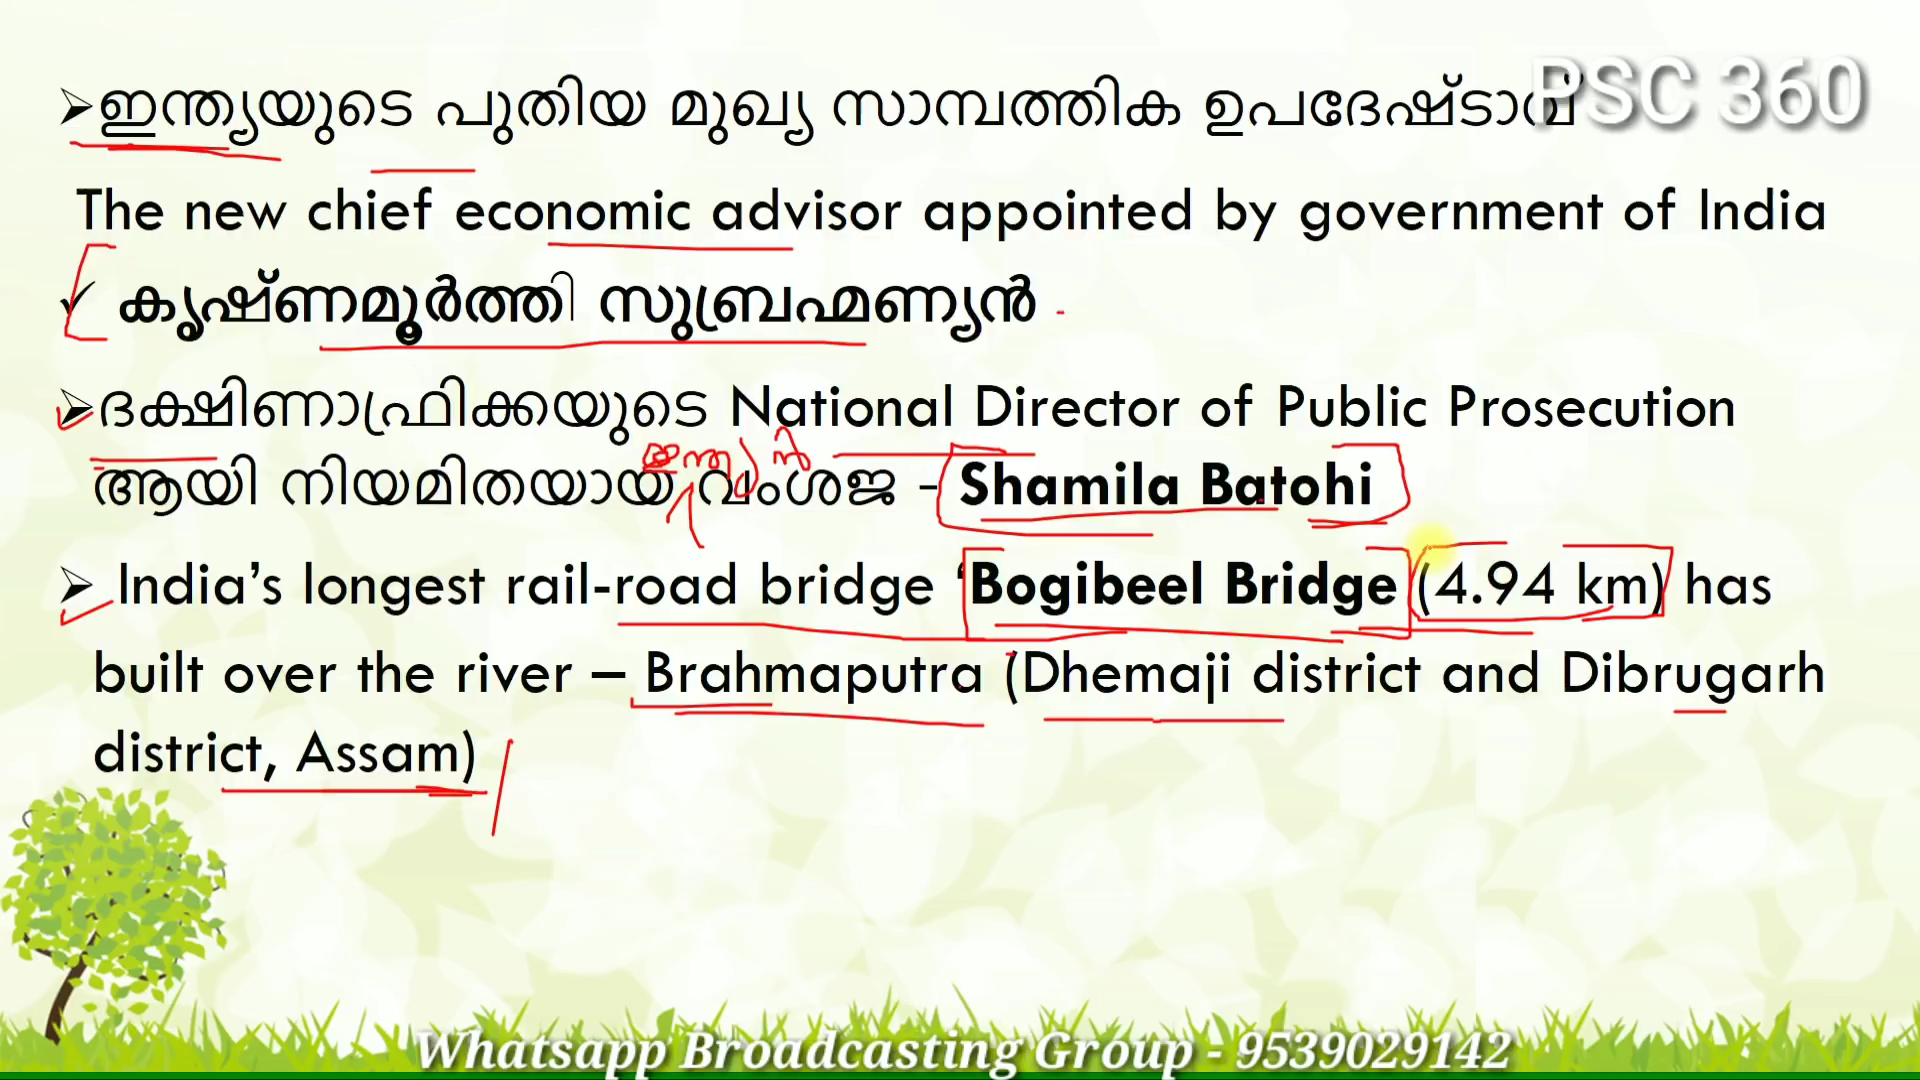 PSC 360
➢ഇന്ത്യയുടെ പുതിയ മുഖ്യ സാമ്പത്തിക ഉപദേഷ്ടാവ്
The new chief economic advisor appointed by government of India
✓ കൃഷ്ണമൂർത്തി സുബ്രഹ്മണ്യൻ
➢ദക്ഷിണാഫ്രിക്കയുടെ National Director of Public Prosecution
ഇന്ത്യൻ
ആയി നിയമിതയായ വംശജ - Shamila Batohi
➢ India’s longest rail-road bridge ‘Bogibeel Bridge (4.94 km) has
built over the river – Brahmaputra (Dhemaji district and Dibrugarh
district, Assam)
Whatsapp Broadcasting Group - 9539029142